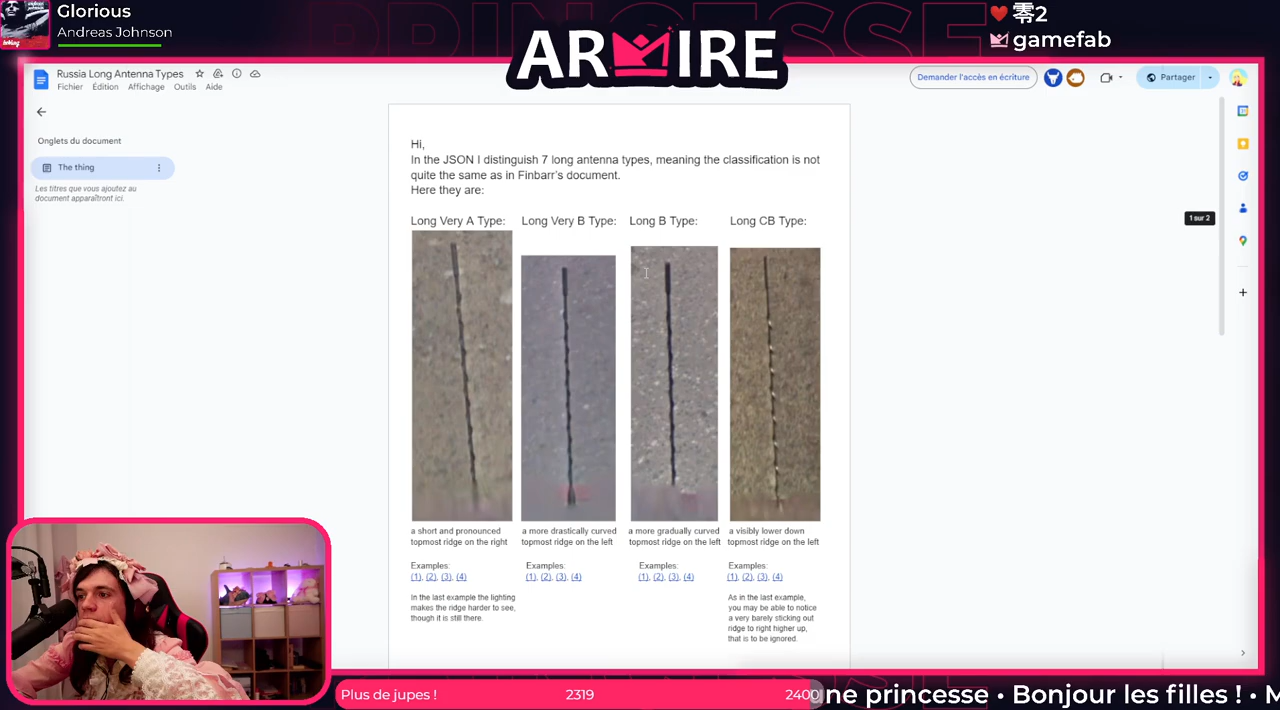 Glorious
Andreas Johnson
PRINCESSE
ARMIRE
零2
gamefab
Russia Long Antenna Types
Fichier Édition Affichage Outils Aide
Demander l'accès en écriture
Partager
Onglets du document
The thing
Les titres que vous ajoutez au
document apparaîtront ici.
1 sur 2
Hi,
In the JSON I distinguish 7 long antenna types, meaning the classification is not
quite the same as in Finbarr's document.
Here they are:
Long Very A Type: Long Very B Type: Long B Type: Long CB Type:
a short and pronounced
topmost ridge on the right
a more drastically curved
topmost ridge on the left
a more gradually curved
topmost ridge on the left
a visibly lower down
topmost ridge on the left
Examples:
(1), (2), (3), (4)
Examples:
(1), (2), (3), (4)
Examples:
(1), (2), (3), (4)
Examples:
(1), (2), (3), (4)
In the last example the lighting
makes the ridge harder to see,
though it is still there.
As in the last example,
you may be able to notice
a very barely sticking out
ridge to right higher up,
that is to be ignored.
Plus de jupes ! 2319 2400
ne princesse • Bonjour les filles ! • M